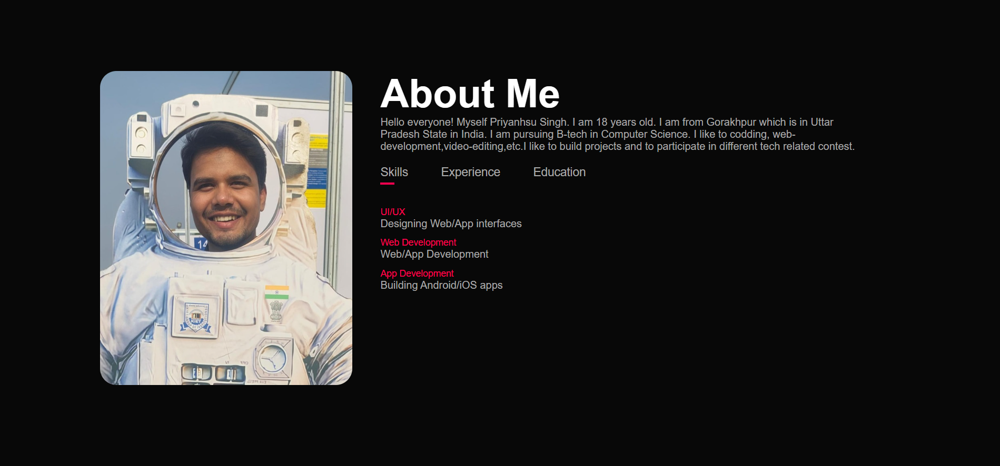 About Me
Hello everyone! Myself Priyanhsu Singh. I am 18 years old. I am from Gorakhpur which is in Uttar
Pradesh State in India. I am pursuing B-tech in Computer Science. I like to codding, web-
development,video-editing,etc.I like to build projects and to participate in different tech related contest.
Skills Experience Education
UI/UX
Designing Web/App interfaces
Web Development
Web/App Development
App Development
Building Android/iOS apps
14
KIET